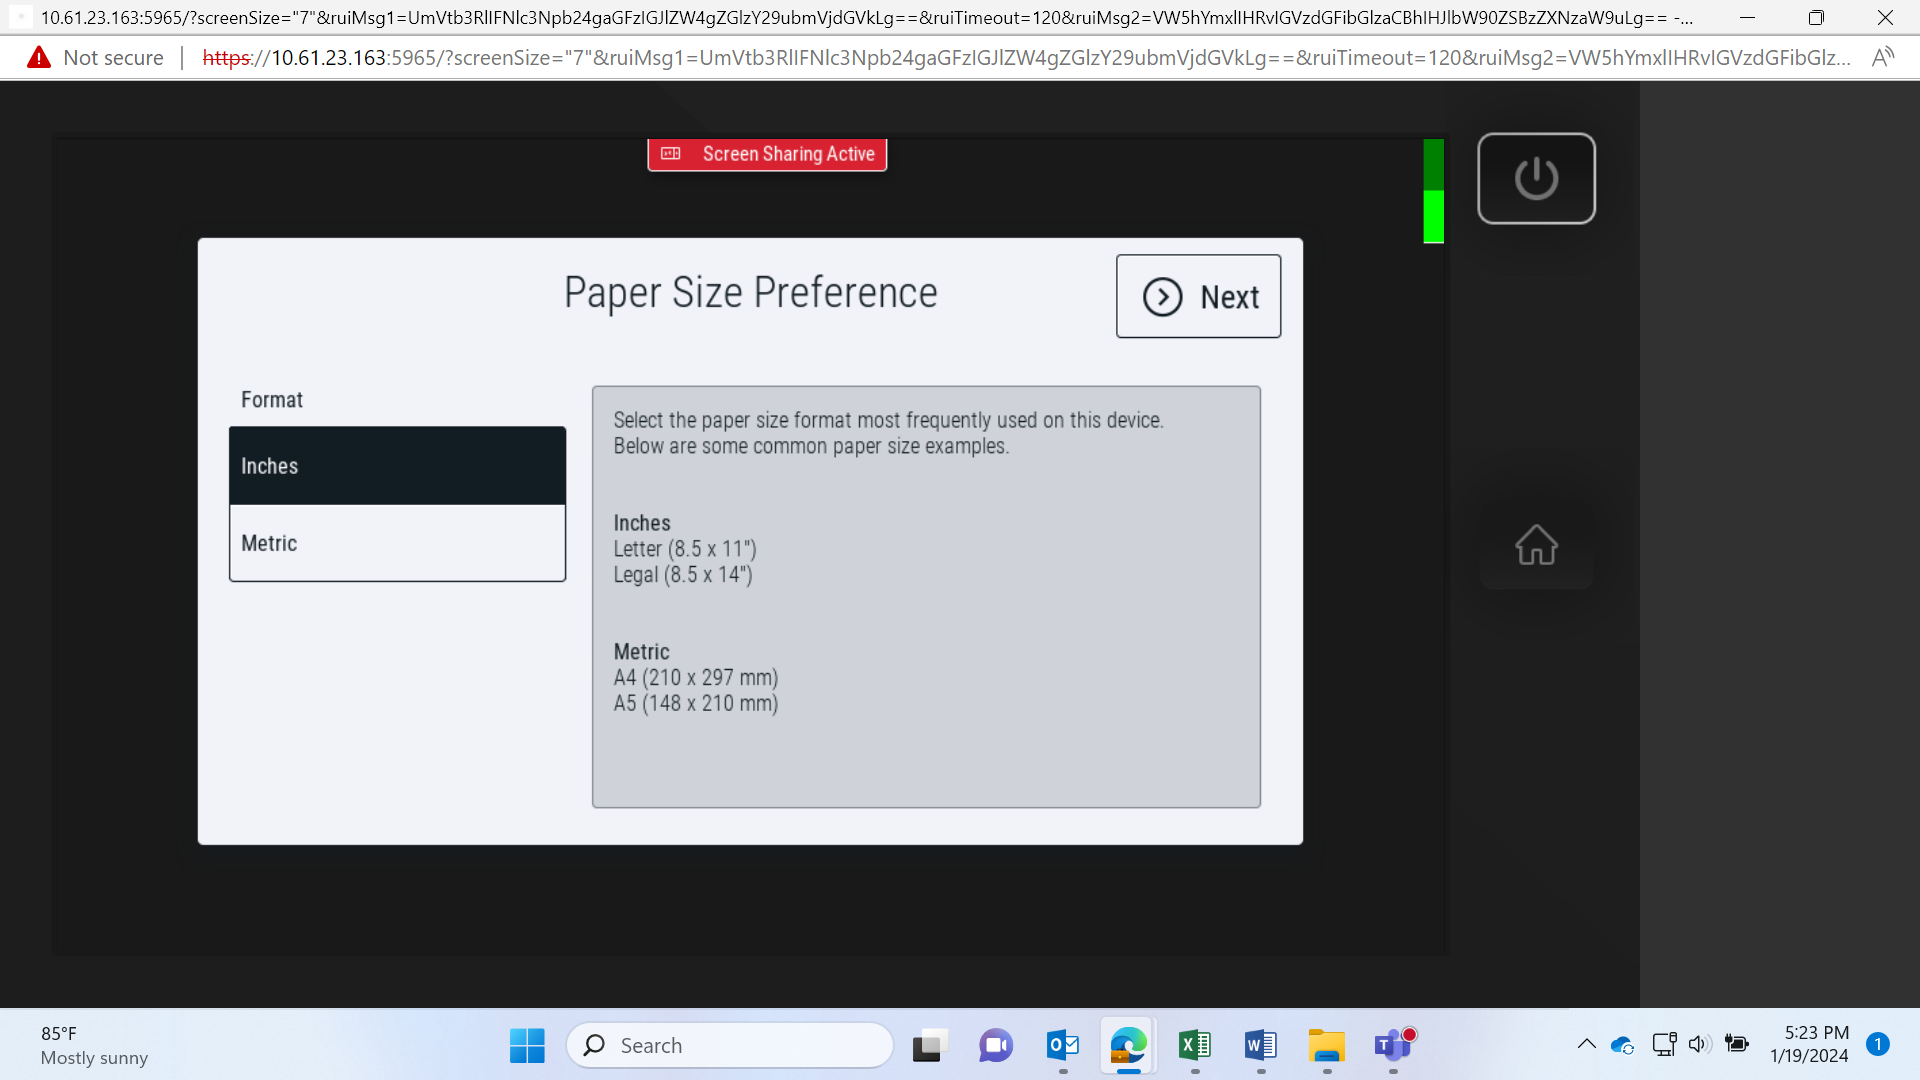 10.61.23.163:5965/?screenSize="7"&ruiMsg1=UmVtb3RlIFNlc3Npb24gaGFzIGJlZW4gZGlzY29ubmVjdGVkLg==&ruiTimeout=120&ruiMsg2=VW5hYmxlIHRvIGVzdGFibGlzaCBhIHJlbW90ZSBzZXNzaW9uLg== -...
Not secure
https://10.61.23.163:5965/?screenSize="7"&ruiMsg1=UmVtb3RlIFNlc3Npb24gaGFzIGJlZW4gZGlzY29ubmVjdGVkLg==&ruiTimeout=120&ruiMsg2=VW5hYmxlIHRvIGVzdGFibGlz...
Screen Sharing Active
Paper Size Preference
Next
Format
Inches
Metric
Select the paper size format most frequently used on this device.
Below are some common paper size examples.
Inches
Letter (8.5 x 11")
Legal (8.5 x 14")
Metric
A4 (210 x 297 mm)
A5 (148 x 210 mm)
85°F
Mostly sunny
Search
5:23 PM
1/19/2024
1